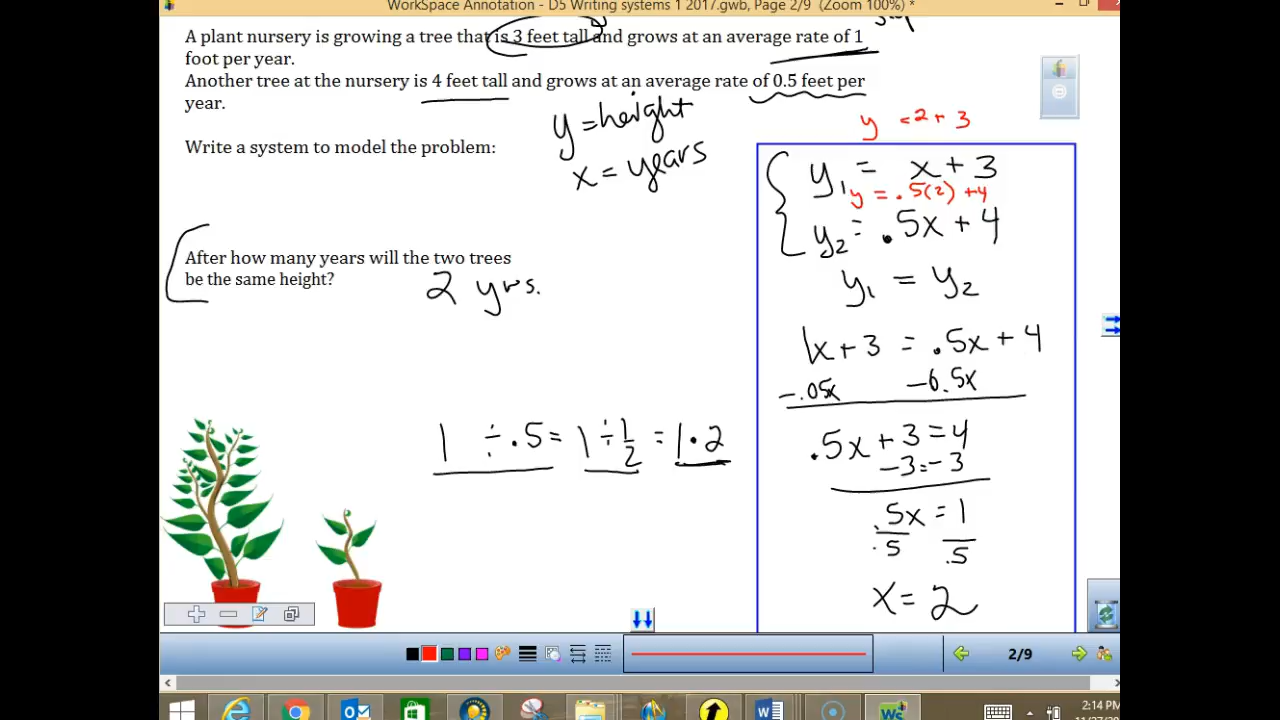 WorkSpace Annotation - D5 Writing systems 1 2017.gwb, Page 2/9 (Zoom 100%) *
A plant nursery is growing a tree that is 3 feet tall and grows at an average rate of 1
foot per year.
Another tree at the nursery is 4 feet tall and grows at an average rate of 0.5 feet per
year.
y = height
x = years
Write a system to model the problem:
After how many years will the two trees
be the same height?
2 yrs.
1 ÷ .5 = 1 ÷ 1/2 = 1 • 2
y = 2 + 3
y₁ = x + 3
y = .5(2) + 4
y₂ = .5x + 4
y₁ = y₂
1x + 3 = .5x + 4
-.05x -0.5x
.5x + 3 = 4
-3 = -3
.5x = 1
.5 .5
x = 2
2/9
2:14 PM